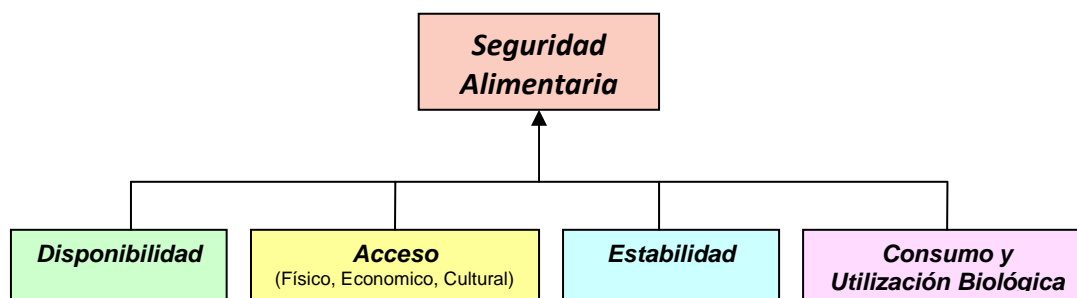 Seguridad
Alimentaria
Disponibilidad
Acceso
(Físico, Economico, Cultural)
Estabilidad
Consumo y
Utilización Biológica